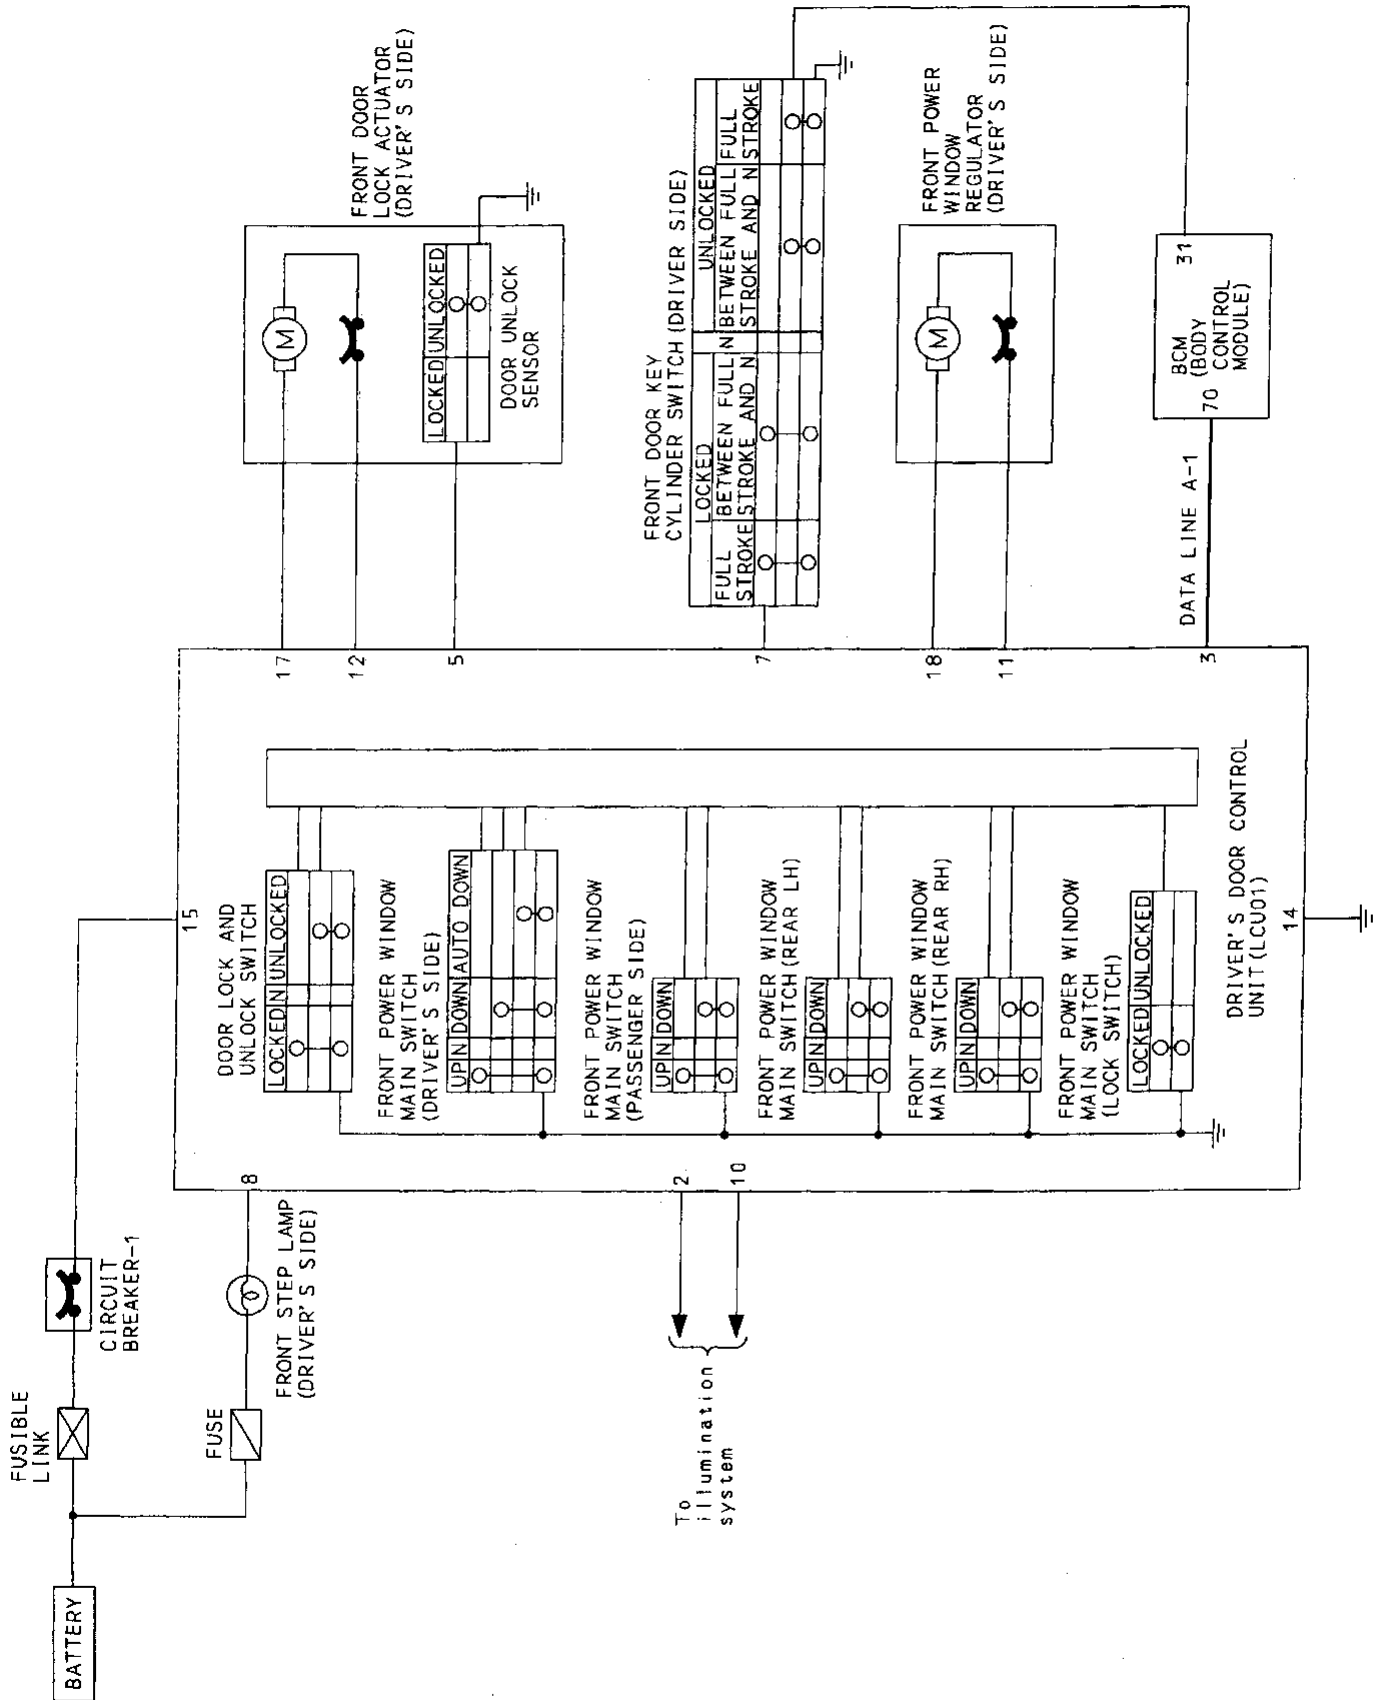 BATTERY
FUSIBLE
LINK
CIRCUIT
BREAKER-1
FUSE
FRONT STEP LAMP
(DRIVER'S SIDE)
To
illumination
system
8
15
2
10
14
DOOR LOCK AND
UNLOCK SWITCH
LOCKED N UNLOCKED
FRONT POWER WINDOW
MAIN SWITCH
(DRIVER'S SIDE)
UP N DOWN AUTO DOWN
FRONT POWER WINDOW
MAIN SWITCH
(PASSENGER SIDE)
UP N DOWN
FRONT POWER WINDOW
MAIN SWITCH (REAR LH)
UP N DOWN
FRONT POWER WINDOW
MAIN SWITCH (REAR RH)
UP N DOWN
FRONT POWER WINDOW
MAIN SWITCH
(LOCK SWITCH)
LOCKED UNLOCKED
DRIVER'S DOOR CONTROL
UNIT (LCU01)
17
12
5
7
18
11
3
FRONT DOOR
LOCK ACTUATOR
(DRIVER'S SIDE)
M
LOCKED UNLOCKED
DOOR UNLOCK
SENSOR
FRONT DOOR KEY
CYLINDER SWITCH (DRIVER SIDE)
LOCKED UNLOCKED
FULL BETWEEN FULL N BETWEEN FULL FULL
STROKE STROKE AND N STROKE AND N STROKE
FRONT POWER
WINDOW
REGULATOR
(DRIVER'S SIDE)
M
DATA LINE A-1
70
31
BCM
(BODY
CONTROL
MODULE)